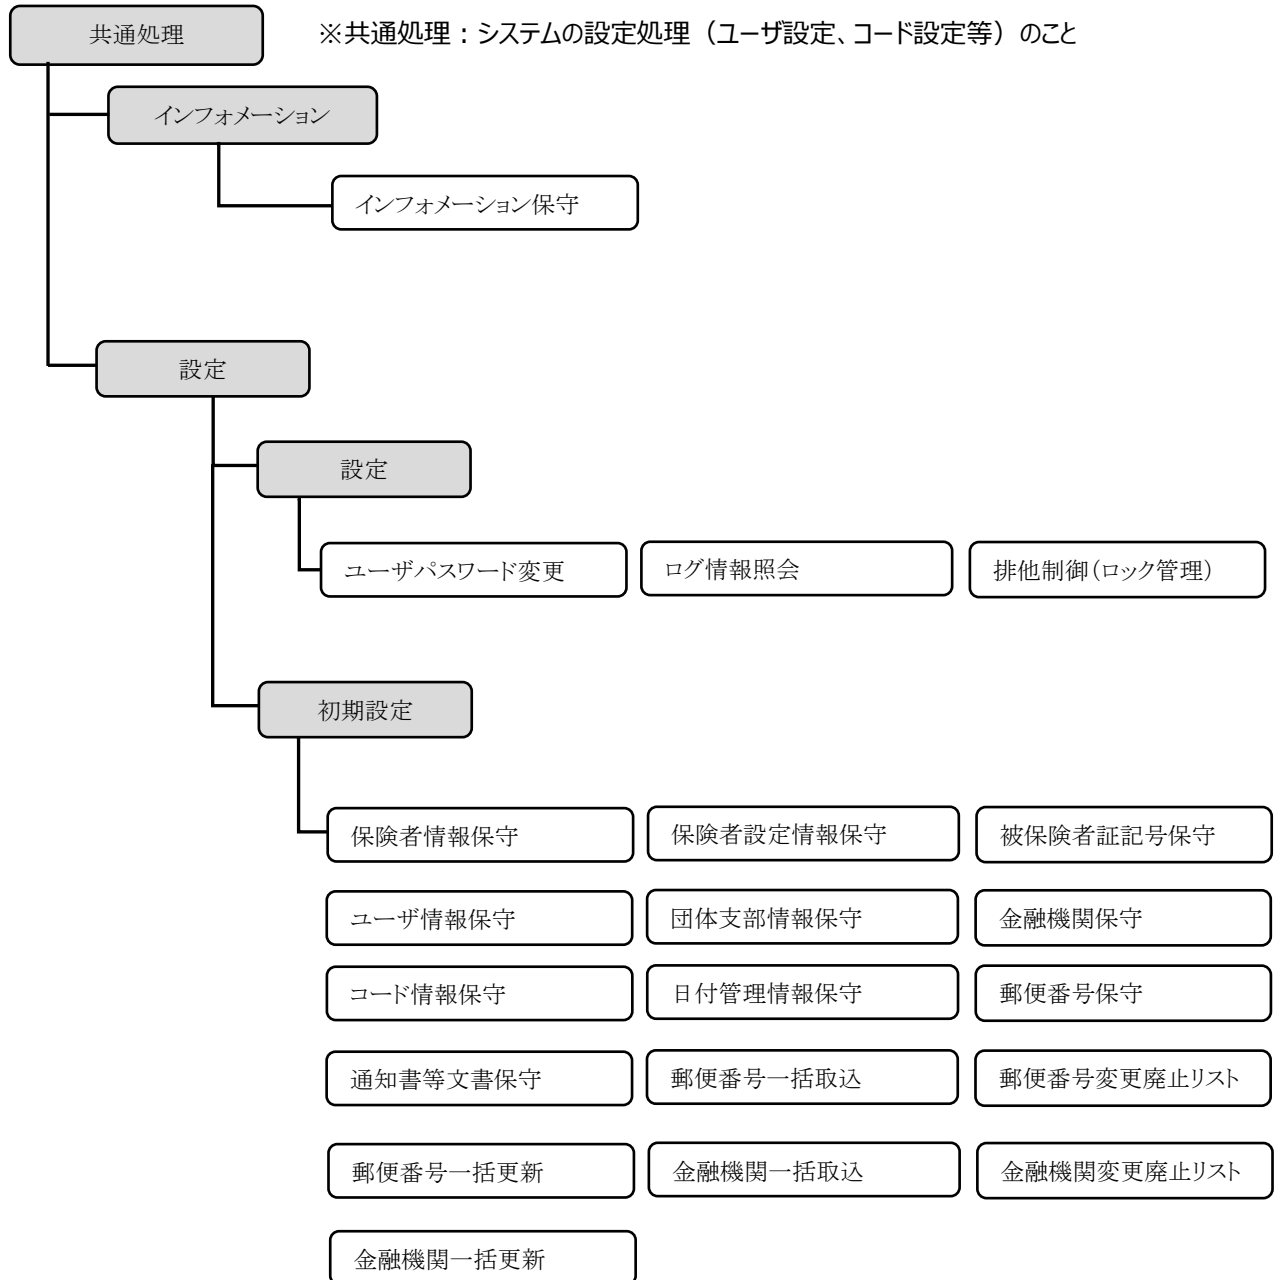 共通処理
※共通処理：システムの設定処理（ユーザ設定、コード設定等）のこと
インフォメーション
インフォメーション保守
設定
設定
ユーザパスワード変更
ログ情報照会
排他制御(ロック管理)
初期設定
保険者情報保守
保険者設定情報保守
被保険者証記号保守
ユーザ情報保守
団体支部情報保守
金融機関保守
コード情報保守
日付管理情報保守
郵便番号保守
通知書等文書保守
郵便番号一括取込
郵便番号変更廃止リスト
郵便番号一括更新
金融機関一括取込
金融機関変更廃止リスト
金融機関一括更新